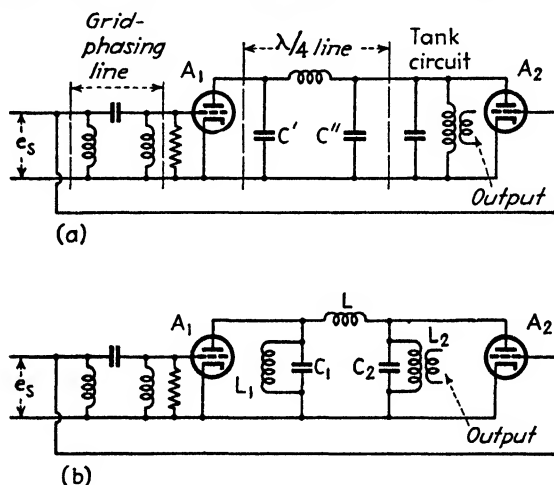 Grid-
phasing
line
A₁
λ/4 line
Tank
circuit
A₂
eₛ
C'
C"
Output
(a)
A₁
L
A₂
eₛ
L₁
C₁
C₂
L₂
Output
(b)